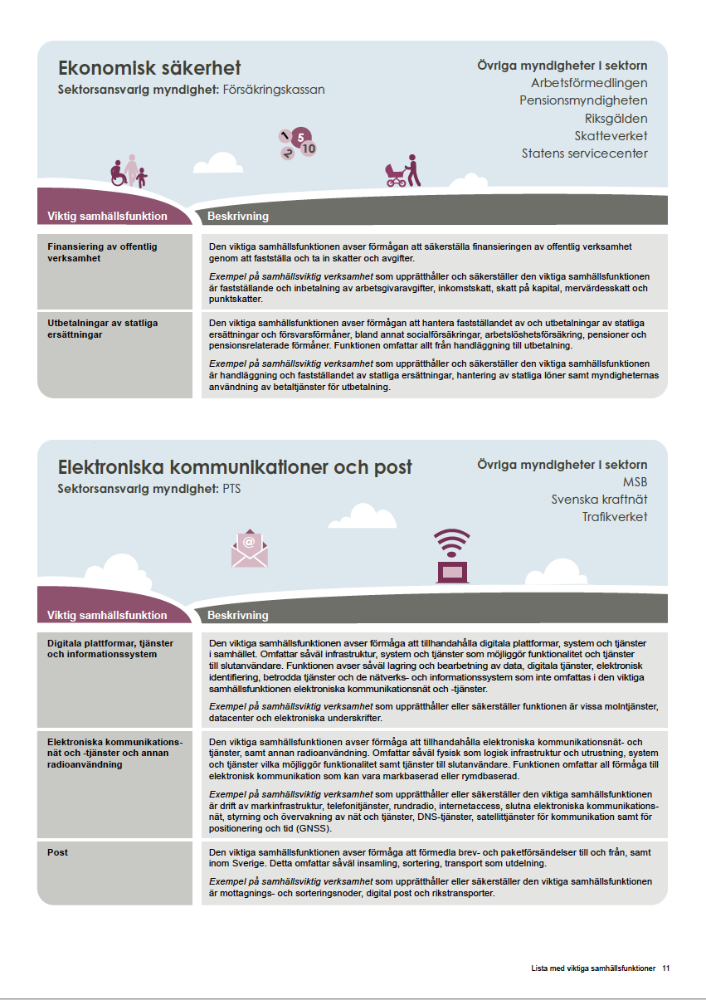 Ekonomisk säkerhet
Sektorsansvarig myndighet: Försäkringskassan
Övriga myndigheter i sektorn
Arbetsförmedlingen
Pensionsmyndigheten
Riksgälden
Skatteverket
Statens servicecenter
1
5
2
10
Viktig samhällsfunktion
Beskrivning
Finansiering av offentlig
verksamhet
Den viktiga samhällsfunktionen avser förmågan att säkerställa finansieringen av offentlig verksamhet
genom att fastställa och ta in skatter och avgifter.
Exempel på samhällsviktig verksamhet som upprätthåller och säkerställer den viktiga samhällsfunktionen
är fastställande och inbetalning av arbetsgivaravgifter, inkomstskatt, skatt på kapital, mervärdesskatt och
punktskatter.
Utbetalningar av statliga
ersättningar
Den viktiga samhällsfunktionen avser förmågan att hantera fastställandet av och utbetalningar av statliga
ersättningar och försvarsförmåner, bland annat socialförsäkringar, arbetslöshetsförsäkring, pensioner och
pensionsrelaterade förmåner. Funktionen omfattar allt från handläggning till utbetalning.
Exempel på samhällsviktig verksamhet som upprätthåller och säkerställer den viktiga samhällsfunktionen
är handläggning och fastställandet av statliga ersättningar, hantering av statliga löner samt myndigheternas
användning av betaltjänster för utbetalning.
Elektroniska kommunikationer och post
Sektorsansvarig myndighet: PTS
Övriga myndigheter i sektorn
MSB
Svenska kraftnät
Trafikverket
@
Viktig samhällsfunktion
Beskrivning
Digitala plattformar, tjänster
och informationssystem
Den viktiga samhällsfunktionen avser förmåga att tillhandahålla digitala plattformar, system och tjänster
i samhället. Omfattar såväl infrastruktur, system och tjänster som möjliggör funktionalitet och tjänster
till slutanvändare. Funktionen avser såväl lagring och bearbetning av data, digitala tjänster, elektronisk
identifiering, betrodda tjänster och de nätverks- och informationssystem som inte omfattas i den viktiga
samhällsfunktionen elektroniska kommunikationsnät och -tjänster.
Exempel på samhällsviktig verksamhet som upprätthåller eller säkerställer funktionen är vissa molntjänster,
datacenter och elektroniska underskrifter.
Elektroniska kommunikations-
nät och -tjänster och annan
radioanvändning
Den viktiga samhällsfunktionen avser förmåga att tillhandahålla elektroniska kommunikationsnät- och
tjänster, samt annan radioanvändning. Omfattar såväl fysisk som logisk infrastruktur och utrustning, system
och tjänster vilka möjliggör funktionalitet samt tjänster till slutanvändare. Funktionen omfattar all förmåga till
elektronisk kommunikation som kan vara markbaserad eller rymdbaserad.
Exempel på samhällsviktig verksamhet som upprätthåller eller säkerställer den viktiga samhällsfunktionen
är drift av markinfrastruktur, telefonitjänster, rundradio, internetaccess, slutna elektroniska kommunikations-
nät, styrning och övervakning av nät och tjänster, DNS-tjänster, satellittjänster för kommunikation samt för
positionering och tid (GNSS).
Post
Den viktiga samhällsfunktionen avser förmåga att förmedla brev- och paketförsändelser till och från, samt
inom Sverige. Detta omfattar såväl insamling, sortering, transport som utdelning.
Exempel på samhällsviktig verksamhet som upprätthåller eller säkerställer den viktiga samhällsfunktionen
är mottagnings- och sorteringsnoder, digital post och rikstransporter.
Lista med viktiga samhällsfunktioner 11